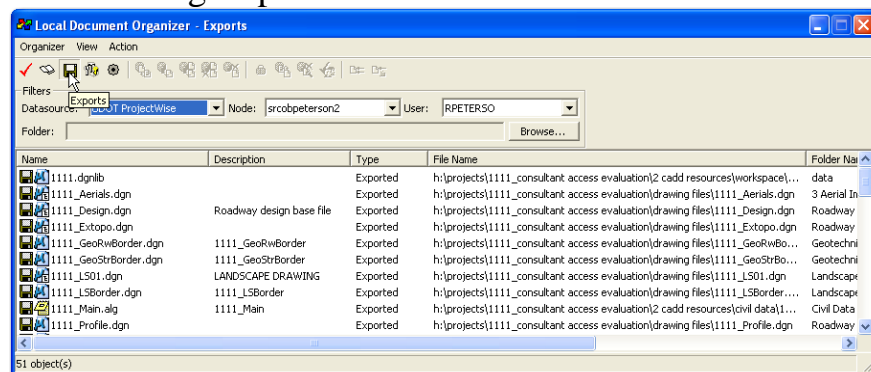 Local Document Organizer - Exports
Organizer View Action
Filters
Exports
Datasource: UDOT ProjectWise Node: srcobpeterson2 User: RPETERSO
Folder: Browse...
Name Description Type File Name Folder Nar
1111.dgnlib Exported h:\projects\1111_consultant access evaluation\2 cadd resources\workspace\... data
1111_Aerials.dgn Exported h:\projects\1111_consultant access evaluation\drawing files\1111_Aerials.dgn 3 Aerial In
1111_Design.dgn Roadway design base file Exported h:\projects\1111_consultant access evaluation\drawing files\1111_Design.dgn Roadway
1111_Extopo.dgn Exported h:\projects\1111_consultant access evaluation\drawing files\1111_Extopo.dgn Roadway
1111_GeoRwBorder.dgn 1111_GeoRwBorder Exported h:\projects\1111_consultant access evaluation\drawing files\1111_GeoRwBo... Geotechni
1111_GeoStrBorder.dgn 1111_GeoStrBorder Exported h:\projects\1111_consultant access evaluation\drawing files\1111_GeoStrBo... Geotechni
1111_LS01.dgn LANDSCAPE DRAWING Exported h:\projects\1111_consultant access evaluation\drawing files\1111_LS01.dgn Landscape
1111_LSBorder.dgn 1111_LSBorder Exported h:\projects\1111_consultant access evaluation\drawing files\1111_LSBorder.... Landscape
1111_Main.alg 1111_Main Exported h:\projects\1111_consultant access evaluation\2 cadd resources\civil data\1... Civil Data
1111_Profile.dgn Exported h:\projects\1111_consultant access evaluation\drawing files\1111_Profile.dgn Roadway
51 object(s)